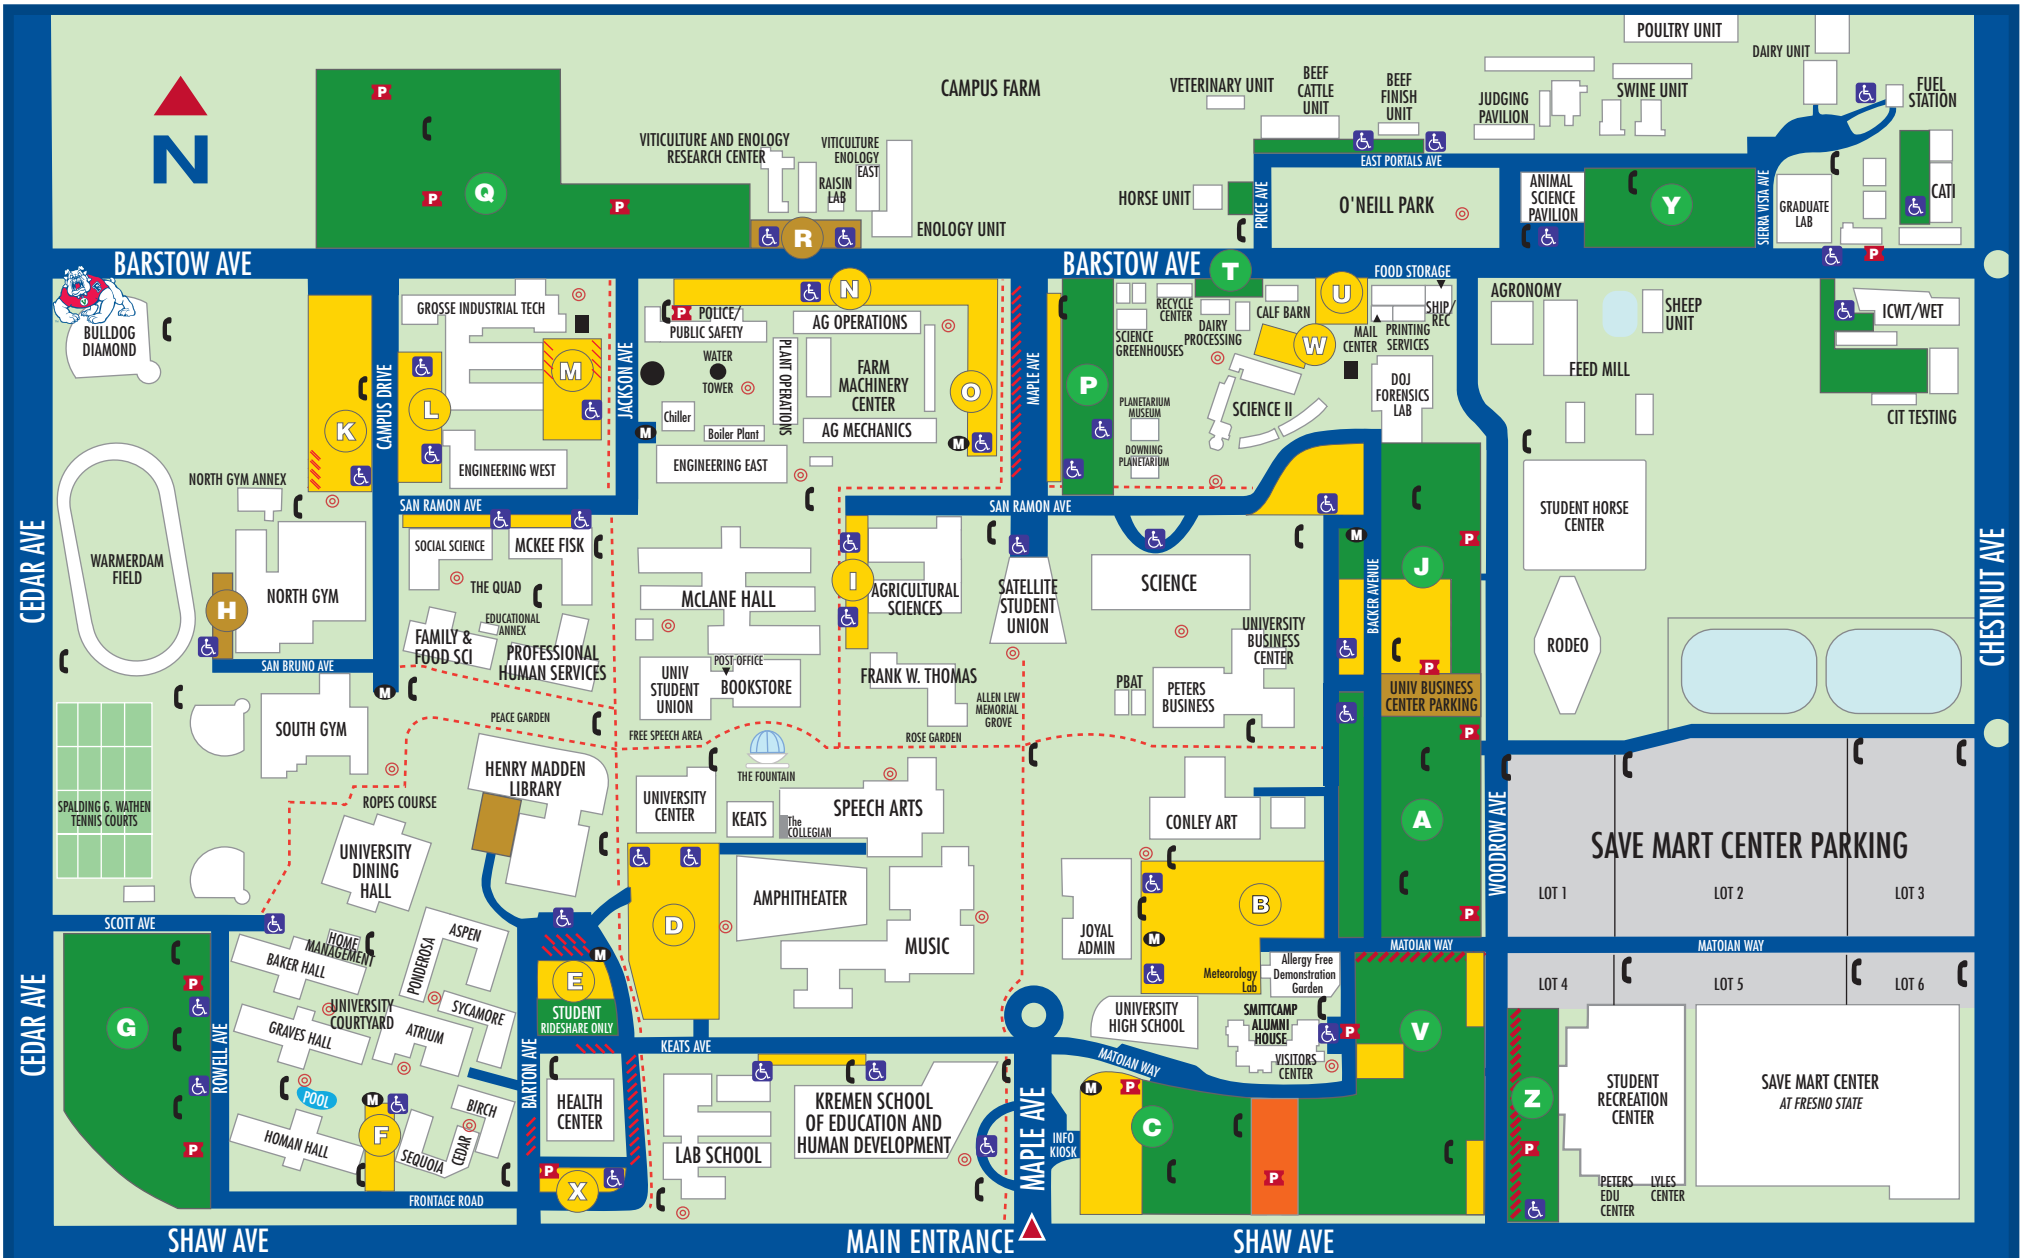 POULTRY UNIT
DAIRY UNIT
CAMPUS FARM
VETERINARY UNIT
BEEF
CATTLE
UNIT
BEEF
FINISH
UNIT
JUDGING
PAVILION
SWINE UNIT
FUEL
STATION
N
P
P
P
Q
VITICULTURE AND ENOLOGY
RESEARCH CENTER
VITICULTURE
ENOLOGY
EAST
RAISIN
LAB
R
ENOLOGY UNIT
HORSE UNIT
PRICE AVE
EAST PORTALS AVE
O'NEILL PARK
ANIMAL
SCIENCE
PAVILION
Y
SIERRA VISTA AVE
GRADUATE
LAB
CATI
P
BARSTOW AVE
BARSTOW AVE
T
FOOD STORAGE
BULLDOG
DIAMOND
GROSSE INDUSTRIAL TECH
K
CAMPUS DRIVE
L
M
JACKSON AVE
ENGINEERING WEST
P
POLICE/
PUBLIC SAFETY
WATER
TOWER
Chiller
Boiler Plant
PLANT OPERATIONS
N
AG OPERATIONS
FARM
MACHINERY
CENTER
AG MECHANICS
ENGINEERING EAST
O
M
M
MAPLE AVE
P
RECYCLE
CENTER
SCIENCE
GREENHOUSES
DAIRY
PROCESSING
CALF BARN
U
W
MAIL
CENTER
PRINTING
SERVICES
SHIP/
REC
PLANETARIUM
MUSEUM
DOWNING
PLANETARIUM
SCIENCE II
DOJ
FORENSICS
LAB
AGRONOMY
SHEEP
UNIT
FEED MILL
ICWT/WET
CIT TESTING
CEDAR AVE
WARMERDAM
FIELD
NORTH GYM ANNEX
NORTH GYM
H
SAN BRUNO AVE
M
SAN RAMON AVE
SAN RAMON AVE
SOCIAL SCIENCE
MCKEE FISK
THE QUAD
EDUCATIONAL
ANNEX
FAMILY &
FOOD SCI
PROFESSIONAL
HUMAN SERVICES
McLANE HALL
UNIV
STUDENT
UNION
POST OFFICE
BOOKSTORE
I
AGRICULTURAL
SCIENCES
FRANK W. THOMAS
SATELLITE
STUDENT
UNION
ALLEN LEW
MEMORIAL
GROVE
SCIENCE
UNIVERSITY
BUSINESS
CENTER
PBAT
PETERS
BUSINESS
M
BACKER AVENUE
P
J
P
UNIV BUSINESS
CENTER PARKING
P
STUDENT HORSE
CENTER
RODEO
CHESTNUT AVE
SOUTH GYM
SPALDING G. WATHEN
TENNIS COURTS
PEACE GARDEN
FREE SPEECH AREA
ROSE GARDEN
THE FOUNTAIN
HENRY MADDEN
LIBRARY
ROPES COURSE
UNIVERSITY
DINING
HALL
UNIVERSITY
CENTER
KEATS
The
COLLEGIAN
SPEECH ARTS
AMPHITHEATER
MUSIC
D
CONLEY ART
JOYAL
ADMIN
B
M
A
P
WOODROW AVE
SAVE MART CENTER PARKING
LOT 1
LOT 2
LOT 3
SCOTT AVE
MATOIAN WAY
MATOIAN WAY
LOT 4
LOT 5
LOT 6
CEDAR AVE
G
P
P
ROWELL AVE
HOME
MANAGEMENT
BAKER HALL
PONDEROSA
ASPEN
UNIVERSITY
COURTYARD
SYCAMORE
GRAVES HALL
ATRIUM
POOL
M
F
HOMAN HALL
SEQUOIA
CEDAR
BIRCH
M
E
STUDENT
RIDESHARE ONLY
BARTON AVE
HEALTH
CENTER
P
X
KEATS AVE
LAB SCHOOL
KREMEN SCHOOL
OF EDUCATION AND
HUMAN DEVELOPMENT
Meteorology
Lab
Allergy Free
Demonstration
Garden
UNIVERSITY
HIGH SCHOOL
SMITTCAMP
ALUMNI
HOUSE
VISITORS
CENTER
P
V
MATOIAN WAY
M
P
C
P
INFO
KIOSK
MAPLE AVE
Z
P
STUDENT
RECREATION
CENTER
SAVE MART CENTER
AT FRESNO STATE
PETERS
EDU
CENTER
LYLES
CENTER
FRONTAGE ROAD
SHAW AVE
MAIN ENTRANCE
SHAW AVE